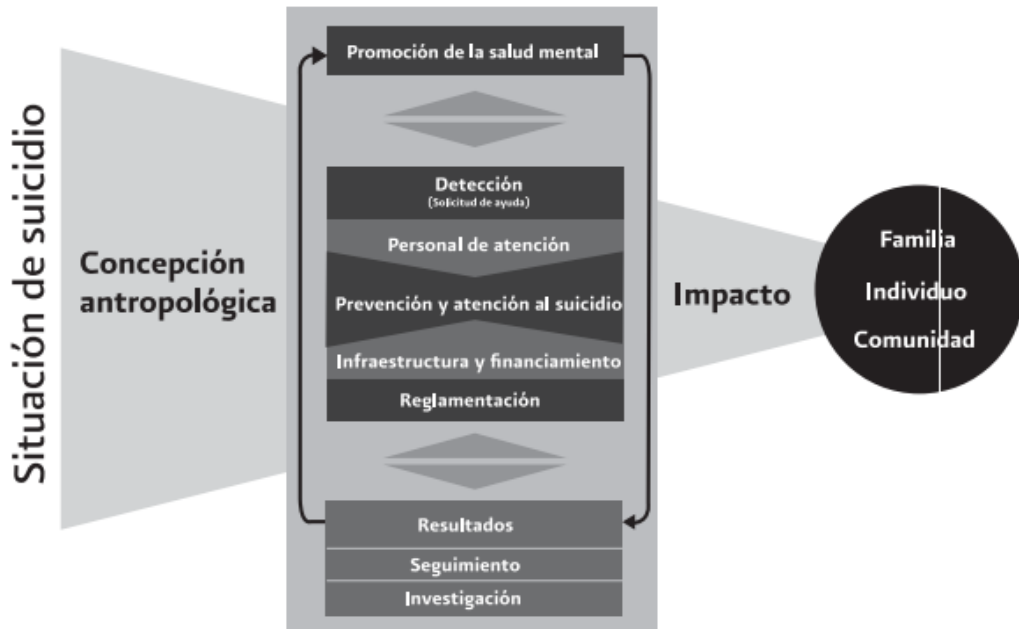 Situación de suicidio
Concepción
antropológica
Promoción de la salud mental
Detección
(Solicitud de ayuda)
Personal de atención
Prevención y atención al suicidio
Infraestructura y financiamiento
Reglamentación
Resultados
Seguimiento
Investigación
Impacto
Familia
Individuo
Comunidad